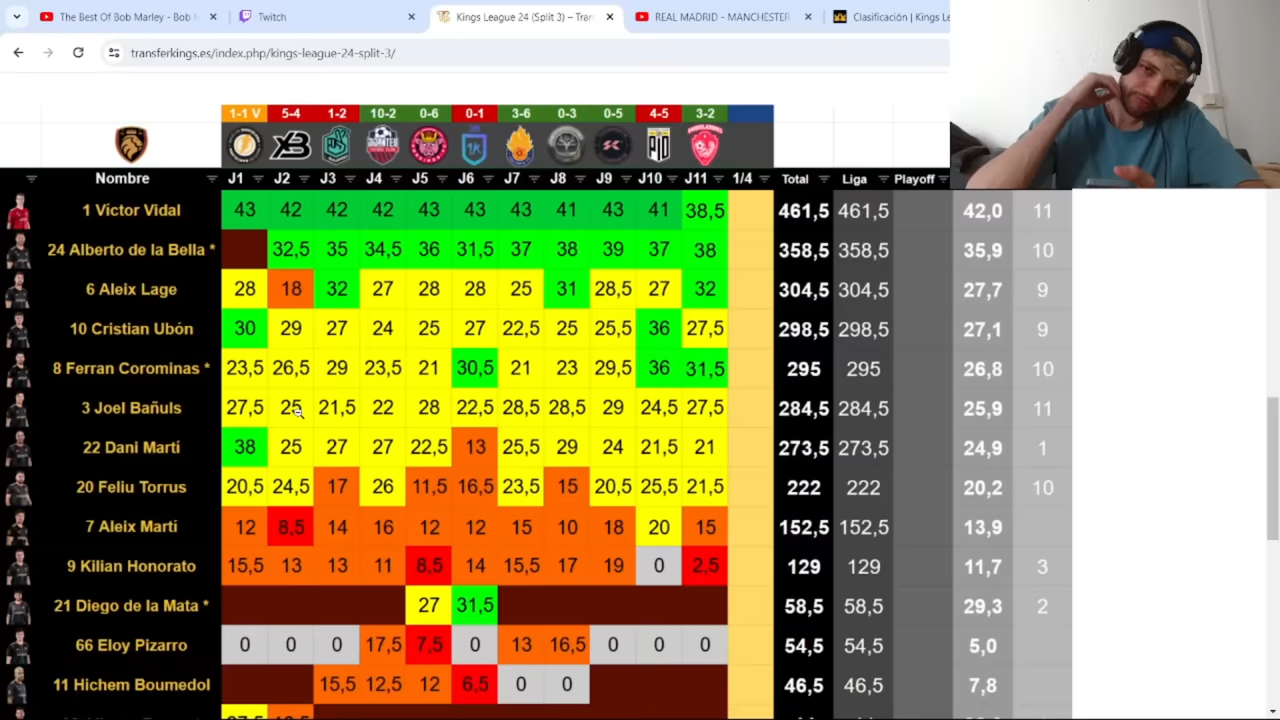 The Best Of Bob Marley - Bob M
Twitch
Kings League 24 (Split 3) – Tran
REAL MADRID - MANCHESTER
Clasificación | Kings Le
transferkings.es/index.php/kings-league-24-split-3/
1-1 V 5-4 1-2 10-2 0-6 0-1 3-6 0-3 0-5 4-5 3-2
XB 1K PIO
Nombre J1 J2 J3 J4 J5 J6 J7 J8 J9 J10 J11 1/4 Total Liga Playoff
1 Victor Vidal 43 42 42 42 43 43 43 41 43 41 38,5 461,5 461,5 42,0 11
24 Alberto de la Bella * 32,5 35 34,5 36 31,5 37 38 39 37 38 358,5 358,5 35,9 10
6 Aleix Lage 28 18 32 27 28 28 25 31 28,5 27 32 304,5 304,5 27,7 9
10 Cristian Ubón 30 29 27 24 25 27 22,5 25 25,5 36 27,5 298,5 298,5 27,1 9
8 Ferran Corominas * 23,5 26,5 29 23,5 21 30,5 21 23 29,5 36 31,5 295 295 26,8 10
3 Joel Bañuls 27,5 25 21,5 22 28 22,5 28,5 28,5 29 24,5 27,5 284,5 284,5 25,9 11
22 Dani Martí 38 25 27 27 22,5 13 25,5 29 24 21,5 21 273,5 273,5 24,9 1
20 Feliu Torrus 20,5 24,5 17 26 11,5 16,5 23,5 15 20,5 25,5 21,5 222 222 20,2 10
7 Aleix Martí 12 8,5 14 16 12 12 15 10 18 20 15 152,5 152,5 13,9
9 Kilian Honorato 15,5 13 13 11 8,5 14 15,5 17 19 0 2,5 129 129 11,7 3
21 Diego de la Mata * 27 31,5 58,5 58,5 29,3 2
66 Eloy Pizarro 0 0 0 17,5 7,5 0 13 16,5 0 0 0 54,5 54,5 5,0
11 Hichem Boumedol 15,5 12,5 12 6,5 0 0 46,5 46,5 7,8